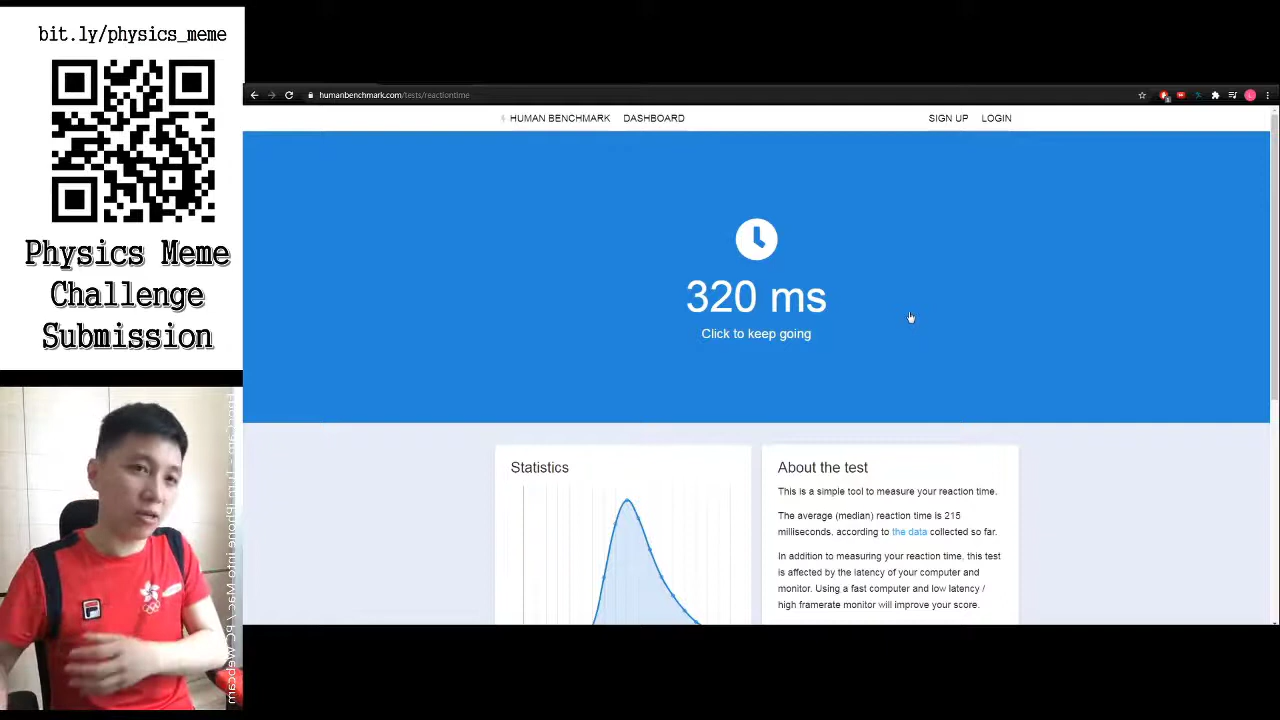 bit.ly/physics_meme
Physics Meme
Challenge
Submission
humanbenchmark.com/tests/reactiontime
HUMAN BENCHMARK DASHBOARD SIGN UP LOGIN
320 ms
Click to keep going
Statistics
About the test
This is a simple tool to measure your reaction time.
The average (median) reaction time is 215
milliseconds, according to the data collected so far.
In addition to measuring your reaction time, this test
is affected by the latency of your computer and
monitor. Using a fast computer and low latency /
high framerate monitor will improve your score.
FILA